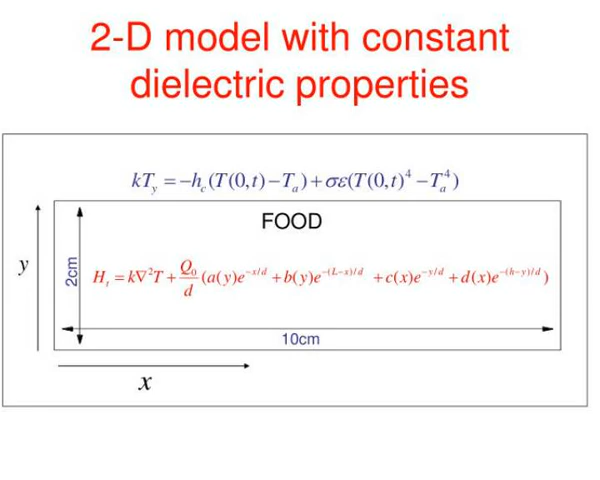 2-D model with constant
dielectric properties
kT_y = -h_c(T(0,t) - T_a) + σε(T(0,t)^4 - T_a^4)
FOOD
y
2cm
H_t = k∇²T + Q_0/d (a(y)e^{-x/d} + b(y)e^{-(L-x)/d} + c(x)e^{-y/d} + d(x)e^{-(h-y)/d})
10cm
x